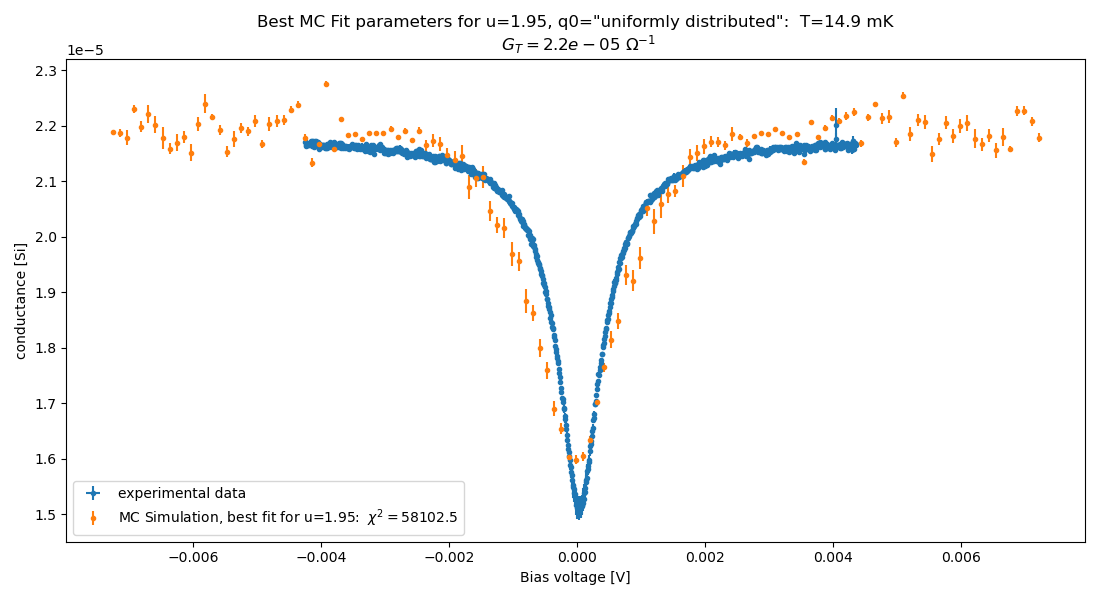 Best MC Fit parameters for u=1.95, q0="uniformly distributed":  T=14.9 mK
G_T = 2.2e − 05 Ω⁻¹
1e−5
2.3
2.2
2.1
2.0
1.9
1.8
1.7
1.6
1.5
conductance [Si]
experimental data
MC Simulation, best fit for u=1.95:  χ² = 58102.5
−0.006
−0.004
−0.002
0.000
0.002
0.004
0.006
Bias voltage [V]